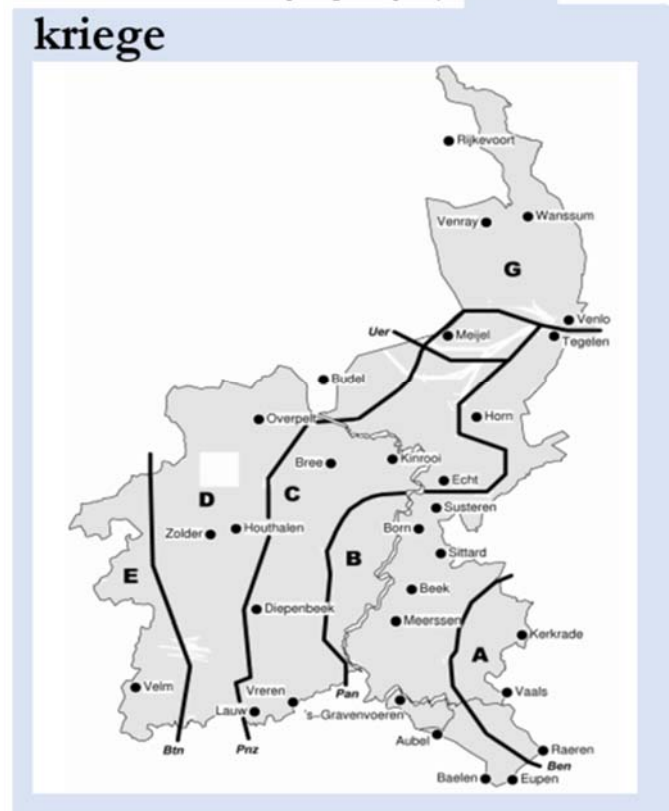 kriege
Rijkevoort
Venray
Wanssum
G
Venlo
Uer
Meijel
Tegelen
Budel
Overpelt
Horn
Bree
Kinrooi
C
Echt
D
Susteren
Zolder
Houthalen
Born
Sittard
B
E
Beek
Diepenbeek
Meerssen
Kerkrade
A
Velm
Vreren
Pan
Vaals
Lauw
's-Gravenvoeren
Aubel
Btn
Pnz
Raeren
Ben
Baelen
Eupen